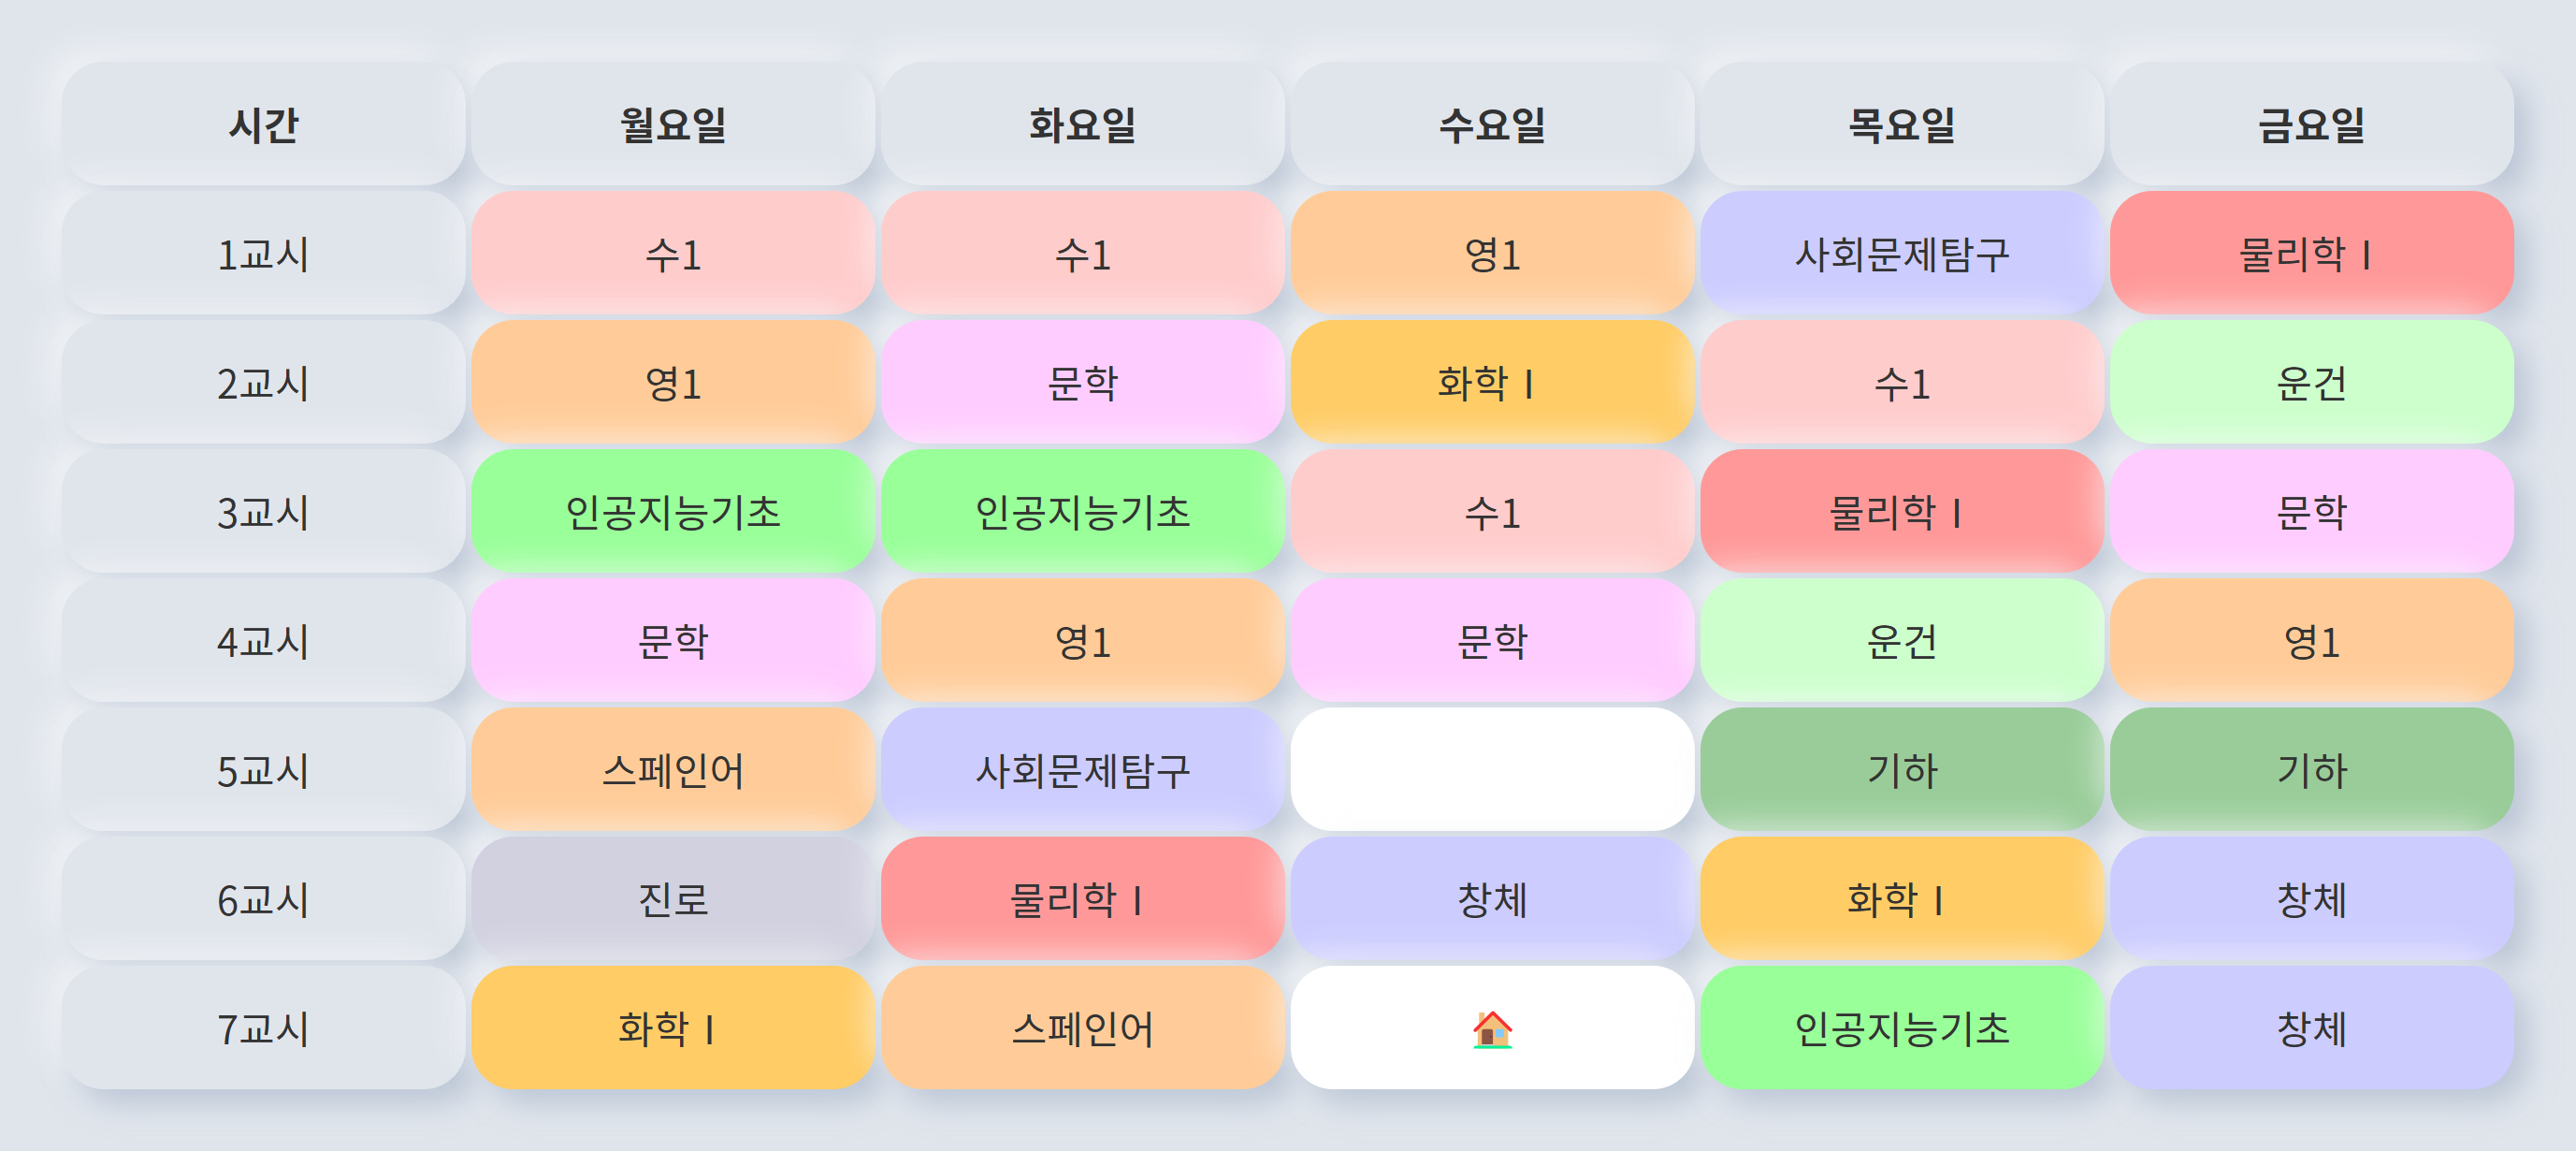 시간 월요일 화요일 수요일 목요일 금요일
1교시 수1 수1 영1 사회문제탐구 물리학 I
2교시 영1 문학 화학 I 수1 운건
3교시 인공지능기초 인공지능기초 수1 물리학 I 문학
4교시 문학 영1 문학 운건 영1
5교시 스페인어 사회문제탐구 기하 기하
6교시 진로 물리학 I 창체 화학 I 창체
7교시 화학 I 스페인어 인공지능기초 창체